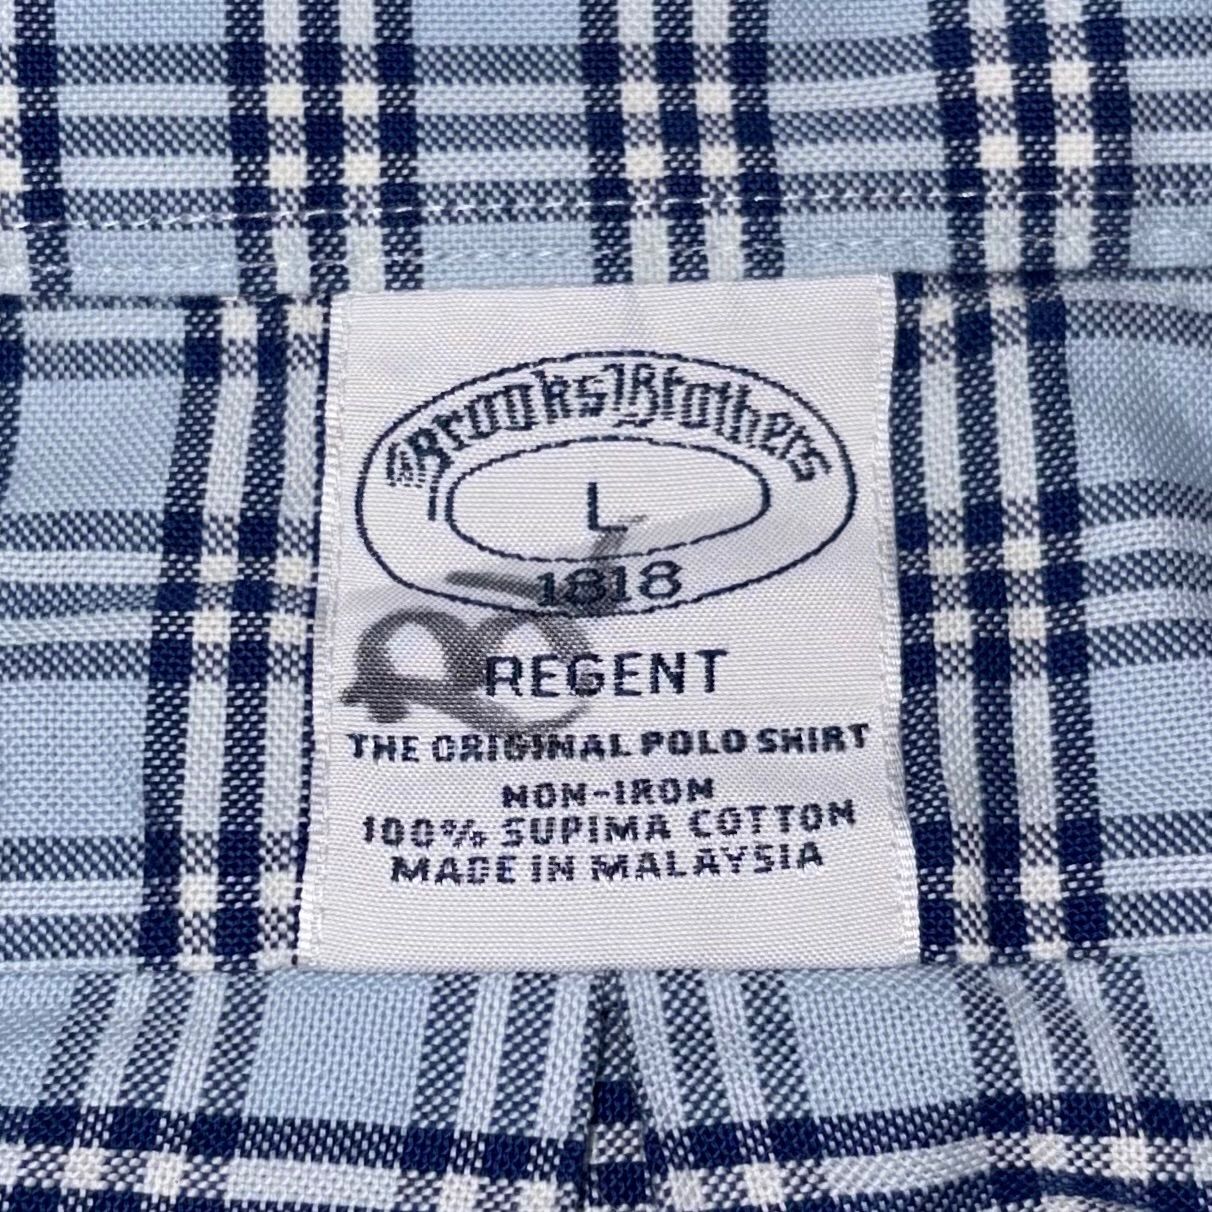 Brooks Brothers
L
1818
REGENT
THE ORIGINAL POLO SHIRT
NON-IRON
100% SUPIMA COTTON
MADE IN MALAYSIA